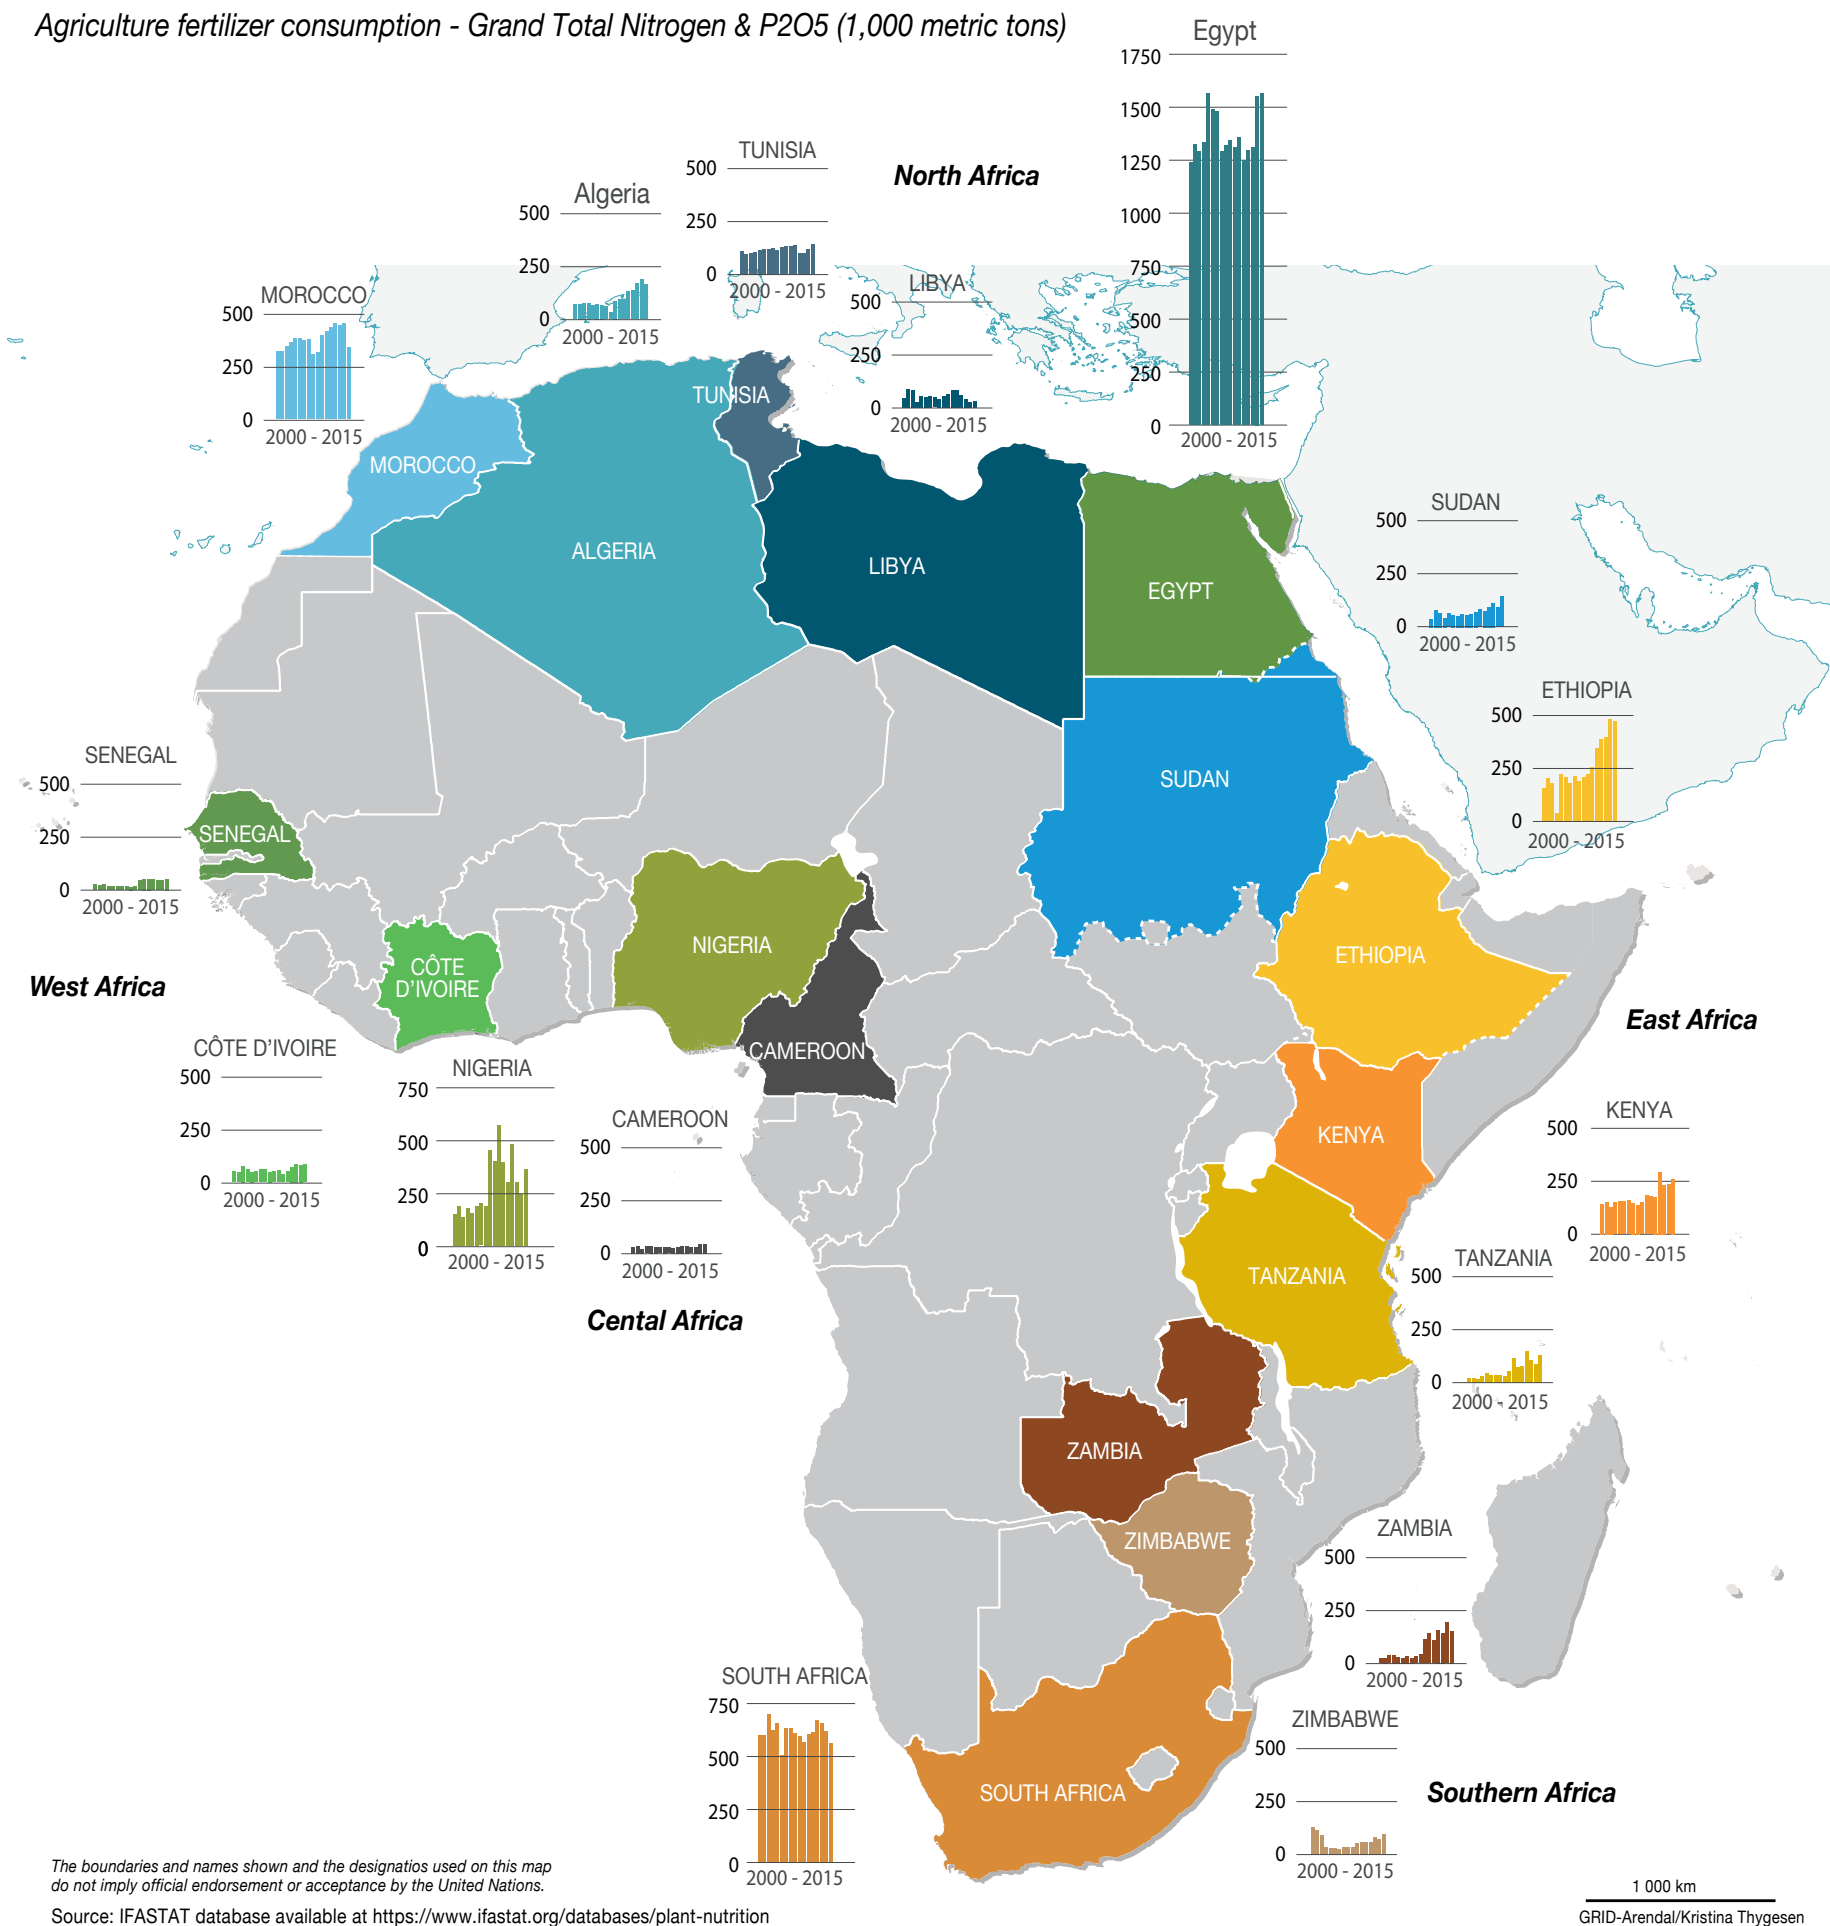 Agriculture fertilizer consumption - Grand Total Nitrogen & P2O5 (1,000 metric tons)
Egypt
1750
1500
1250
1000
750
500
250
0
2000 - 2015
TUNISIA
500
250
0
2000 - 2015
North Africa
Algeria
500
250
0
2000 - 2015
LIBYA
500
250
0
2000 - 2015
MOROCCO
500
250
0
2000 - 2015
TUNISIA
MOROCCO
ALGERIA
LIBYA
EGYPT
SUDAN
500
250
0
2000 - 2015
ETHIOPIA
500
250
0
2000 - 2015
SENEGAL
500
250
0
2000 - 2015
SUDAN
SENEGAL
NIGERIA
CÔTE
D'IVOIRE
ETHIOPIA
West Africa
East Africa
CAMEROON
CÔTE D'IVOIRE
500
250
0
2000 - 2015
NIGERIA
750
500
250
0
2000 - 2015
CAMEROON
500
250
0
2000 - 2015
KENYA
KENYA
500
250
0
2000 - 2015
Cental Africa
TANZANIA
TANZANIA
500
250
0
2000 - 2015
ZAMBIA
ZIMBABWE
ZAMBIA
500
250
0
2000 - 2015
SOUTH AFRICA
750
500
250
0
2000 - 2015
SOUTH AFRICA
ZIMBABWE
500
250
0
2000 - 2015
Southern Africa
The boundaries and names shown and the designatios used on this map
do not imply official endorsement or acceptance by the United Nations.
Source: IFASTAT database available at https://www.ifastat.org/databases/plant-nutrition
1 000 km
GRID-Arendal/Kristina Thygesen